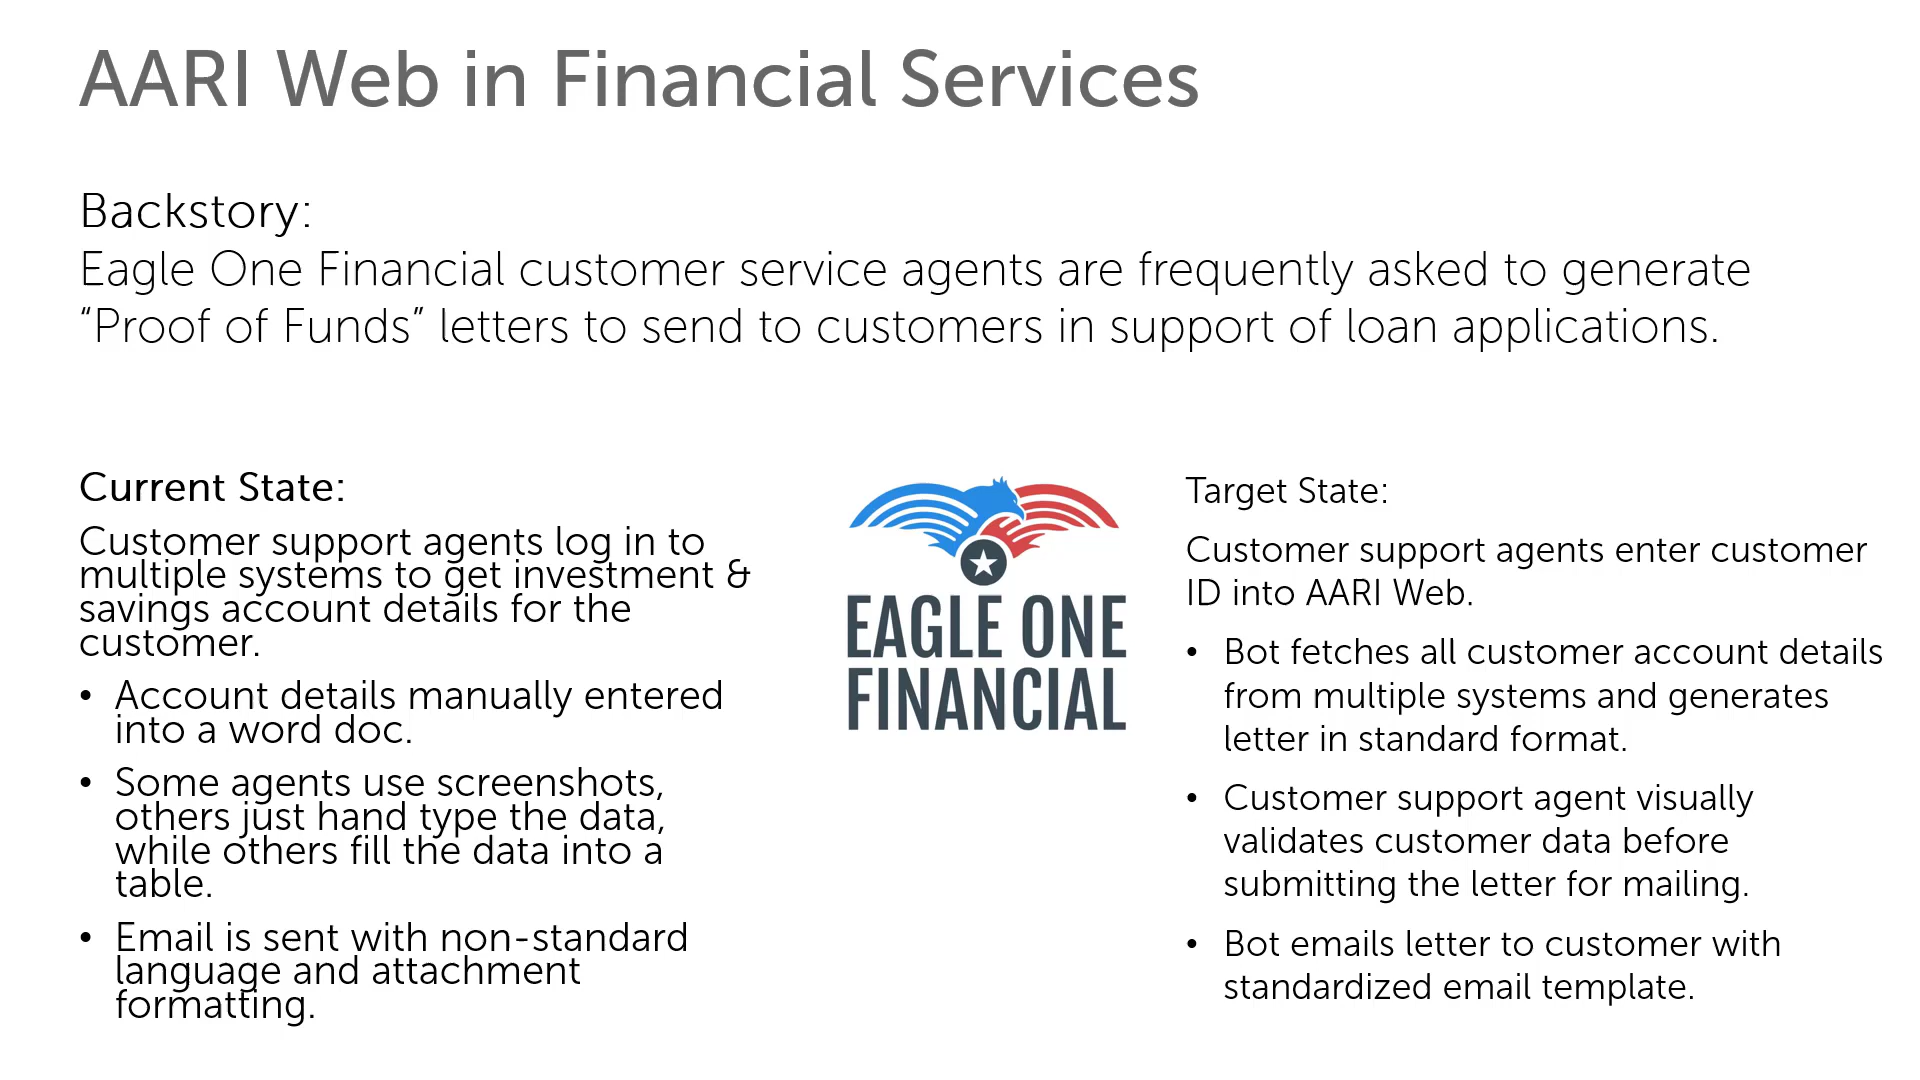 AARI Web in Financial Services
Backstory:
Eagle One Financial customer service agents are frequently asked to generate
“Proof of Funds” letters to send to customers in support of loan applications.
Current State:
Customer support agents log in to
multiple systems to get investment &
savings account details for the
customer.
• Account details manually entered
into a word doc.
• Some agents use screenshots,
others just hand type the data,
while others fill the data into a
table.
• Email is sent with non-standard
language and attachment
formatting.
EAGLE ONE
FINANCIAL
Target State:
Customer support agents enter customer
ID into AARI Web.
• Bot fetches all customer account details
from multiple systems and generates
letter in standard format.
• Customer support agent visually
validates customer data before
submitting the letter for mailing.
• Bot emails letter to customer with
standardized email template.